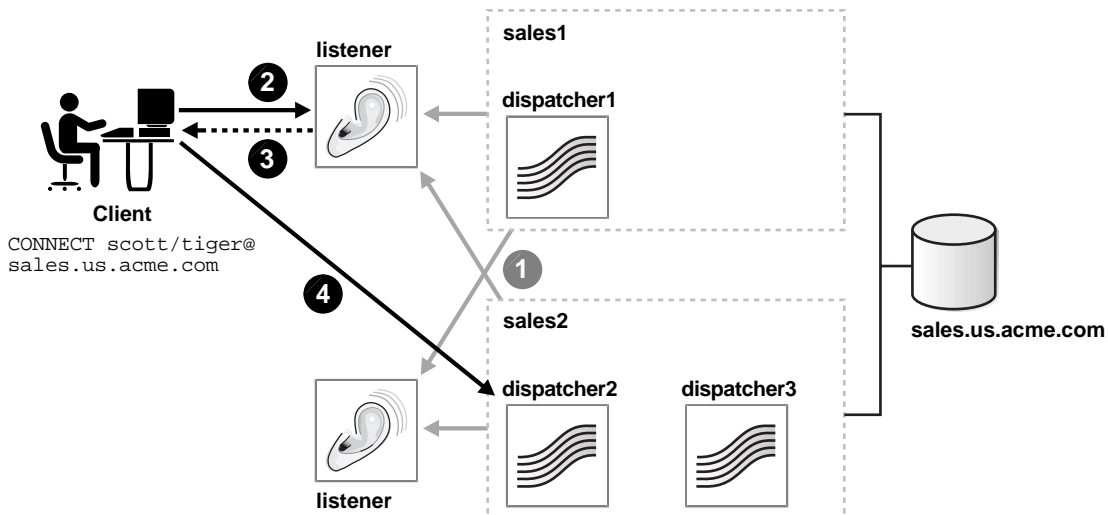 sales1
listener
2
dispatcher1
3
Client
CONNECT scott/tiger@
sales.us.acme.com
1
4
sales2
sales.us.acme.com
dispatcher2
dispatcher3
listener